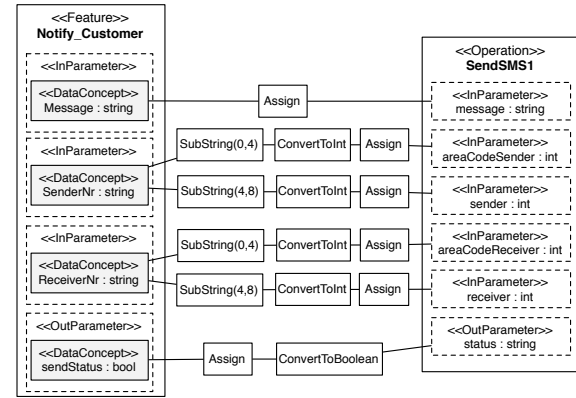 <<Feature>>
Notify_Customer
<<InParameter>>
<<DataConcept>>
Message : string
<<InParameter>>
<<DataConcept>>
SenderNr : string
<<InParameter>>
<<DataConcept>>
ReceiverNr : string
<<OutParameter>>
<<DataConcept>>
sendStatus : bool
Assign
SubString(0,4) ConvertToInt Assign
SubString(4,8) ConvertToInt Assign
SubString(0,4) ConvertToInt Assign
SubString(4,8) ConvertToInt Assign
Assign ConvertToBoolean
<<Operation>>
SendSMS1
<<InParameter>>
message : string
<<InParameter>>
areaCodeSender : int
<<InParameter>>
sender : int
<<InParameter>>
areaCodeReceiver : int
<<InParameter>>
receiver : int
<<OutParameter>>
status : string